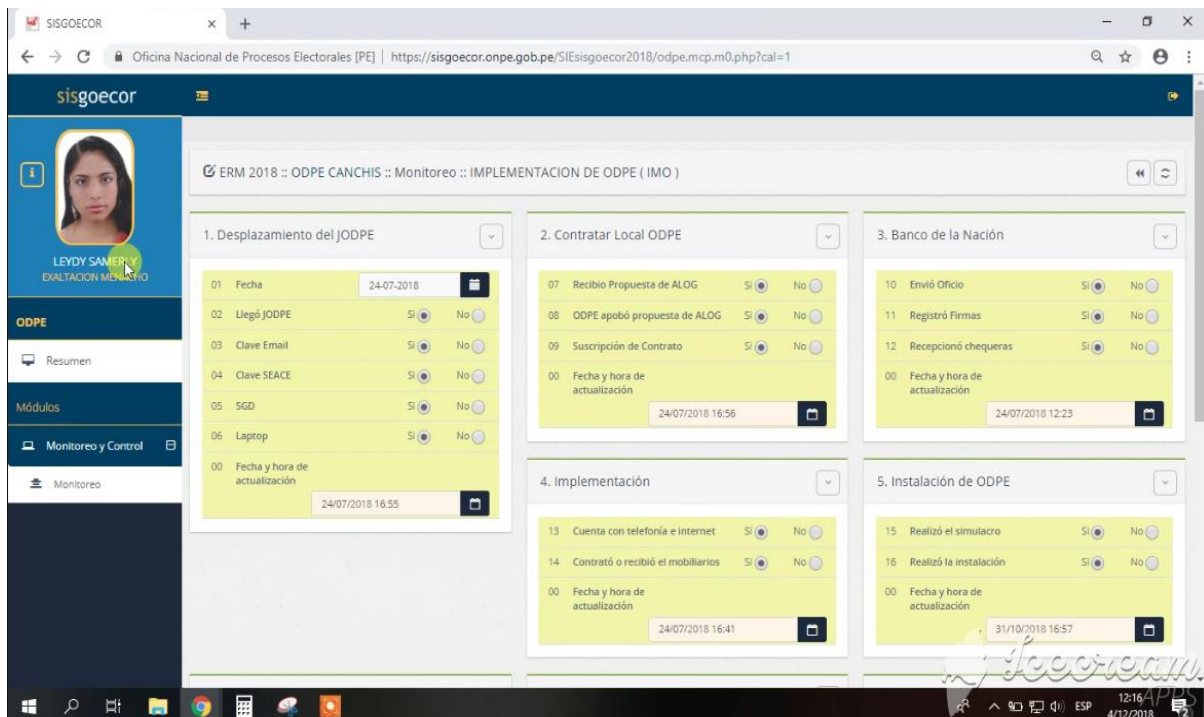 SISGOECOR
Oficina Nacional de Procesos Electorales [PE] | https://sisgoecor.onpe.gob.pe/SIEsisgoecor2018/odpe.mcp.m0.php?cal=1
sisgoecor
LEYDY SAMERLY
EXALTACION MENACHO
ODPE
Resumen
Módulos
Monitoreo y Control
Monitoreo
ERM 2018 :: ODPE CANCHIS :: Monitoreo :: IMPLEMENTACION DE ODPE ( IMO )
1. Desplazamiento del JODPE
01 Fecha 24-07-2018
02 Llegó JODPE Si No
03 Clave Email Si No
04 Clave SEACE Si No
05 SGD Si No
06 Laptop Si No
00 Fecha y hora de
actualización
24/07/2018 16:55
2. Contratar Local ODPE
07 Recibio Propuesta de ALOG Si No
08 ODPE apobó propuesta de ALOG Si No
09 Suscripción de Contrato Si No
00 Fecha y hora de
actualización
24/07/2018 16:56
3. Banco de la Nación
10 Envió Oficio Si No
11 Registró Firmas Si No
12 Recepcionó chequeras Si No
00 Fecha y hora de
actualización
24/07/2018 12:23
4. Implementación
13 Cuenta con telefonía e internet Si No
14 Contrató o recibió el mobiliarios Si No
00 Fecha y hora de
actualización
24/07/2018 16:41
5. Instalación de ODPE
15 Realizó el simulacro Si No
16 Realizó la instalación Si No
00 Fecha y hora de
actualización
31/10/2018 16:57
Icecream
APPS
ESP
12:16
4/12/2018